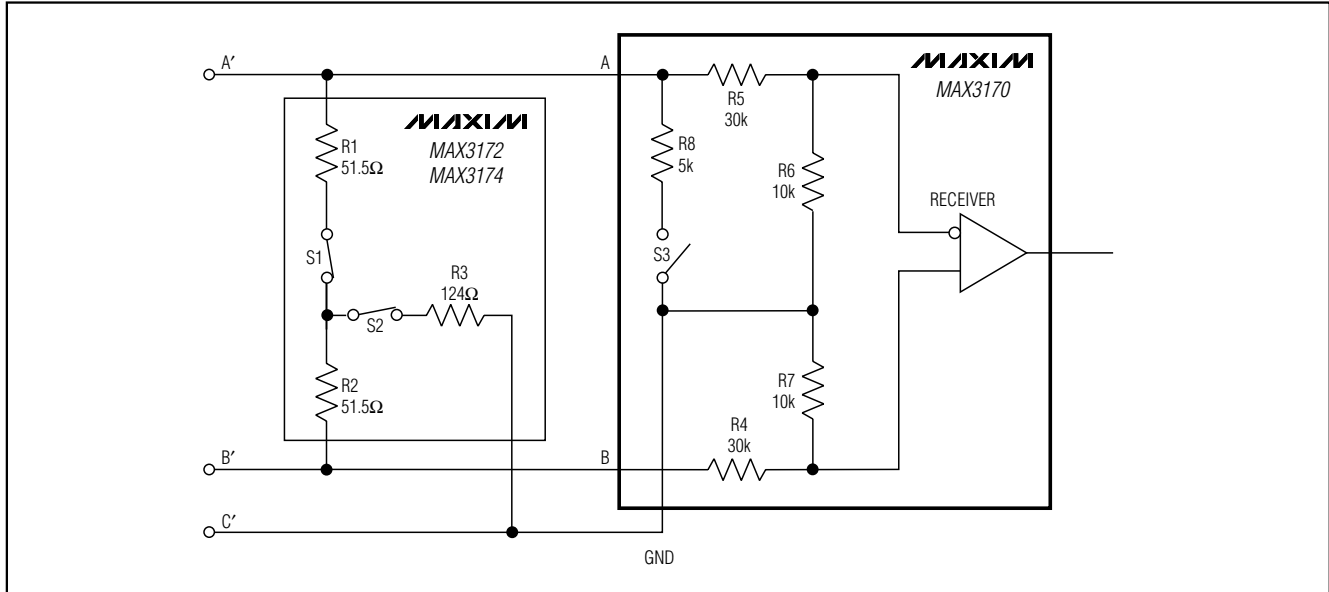 A′
A
MAXIM
MAX3170
R5
30k
MAXIM
MAX3172
MAX3174
R1
51.5Ω
R8
5k
R6
10k
RECEIVER
S1
S3
R3
124Ω
S2
R2
51.5Ω
R7
10k
R4
30k
B′
B
C′
GND